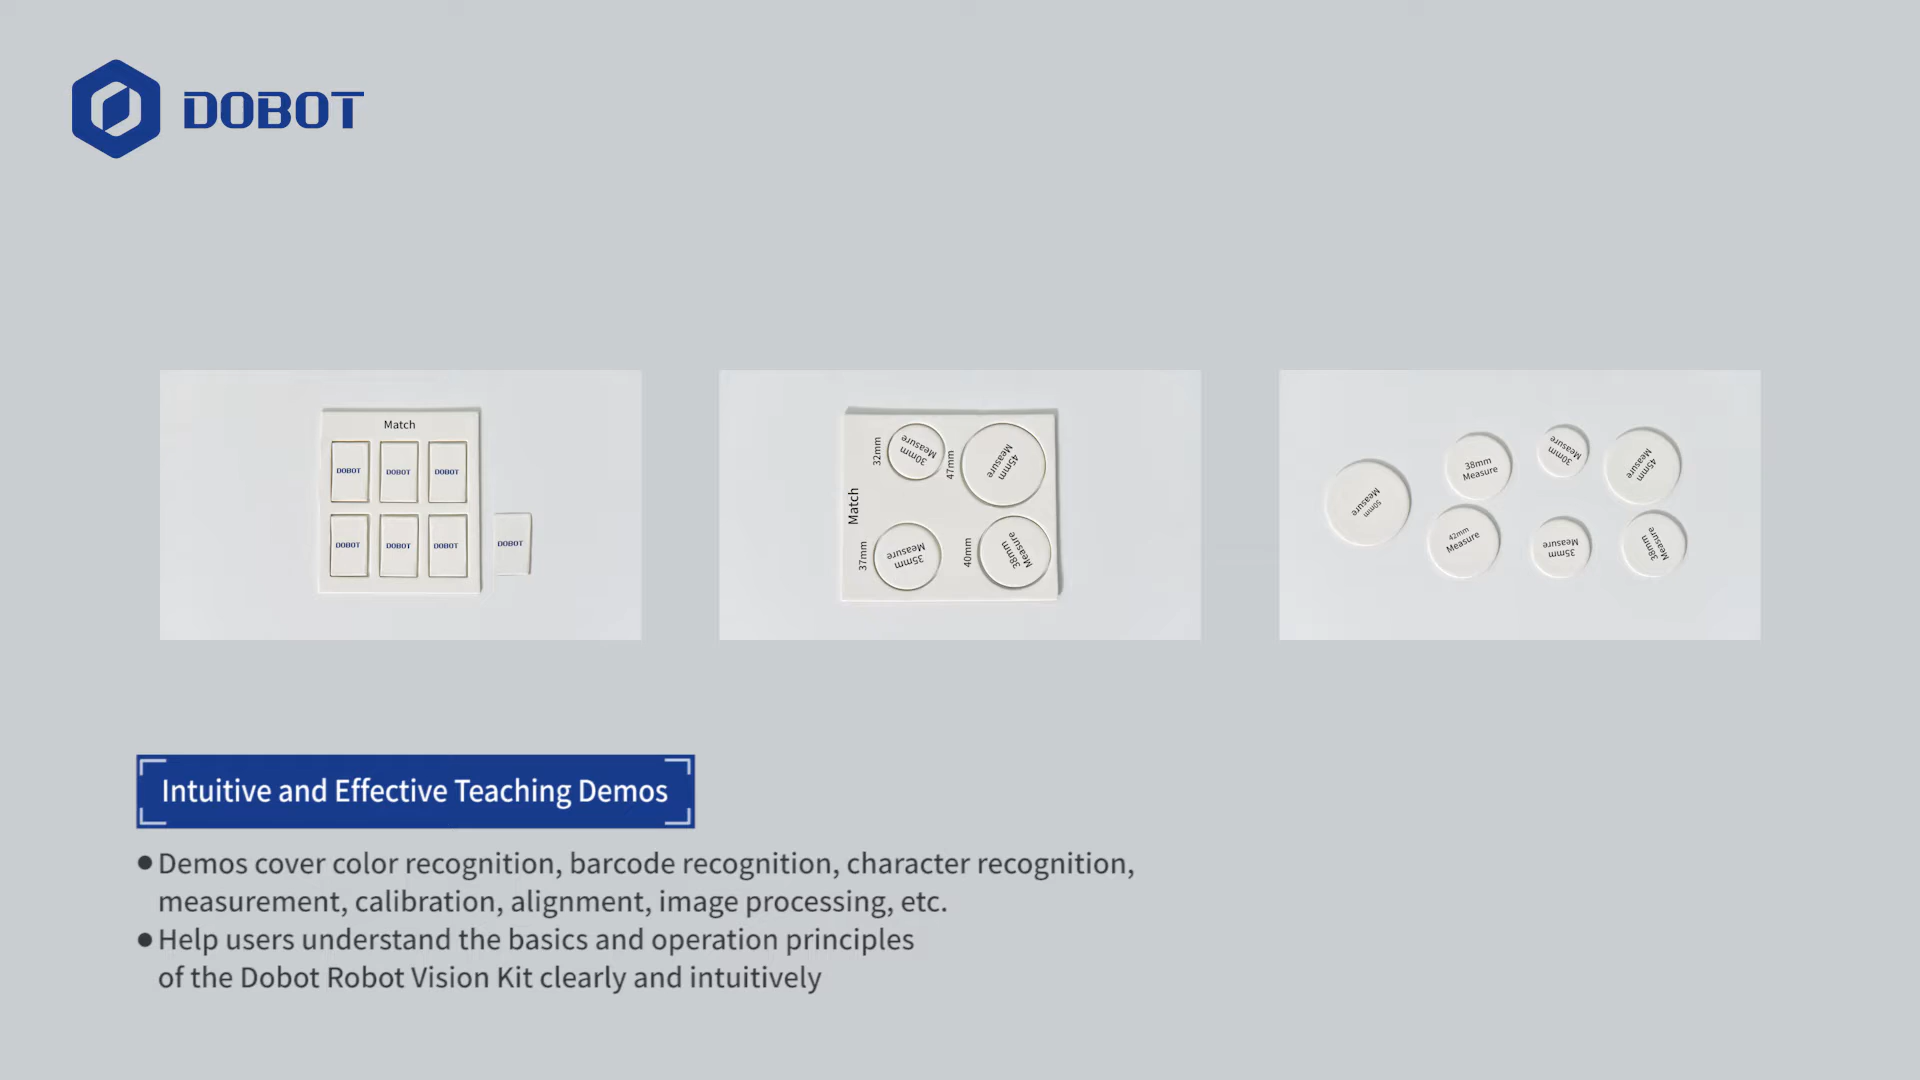 DOBOT
Match
DOBOT DOBOT DOBOT
DOBOT DOBOT DOBOT
DOBOT
Match
32mm
30mm
Measure
47mm
45mm
Measure
37mm
35mm
Measure
40mm
38mm
Measure
50mm
Measure
38mm
Measure
30mm
Measure
45mm
Measure
42mm
Measure
35mm
Measure
38mm
Measure
Intuitive and Effective Teaching Demos
●Demos cover color recognition, barcode recognition, character recognition,
measurement, calibration, alignment, image processing, etc.
●Help users understand the basics and operation principles
of the Dobot Robot Vision Kit clearly and intuitively